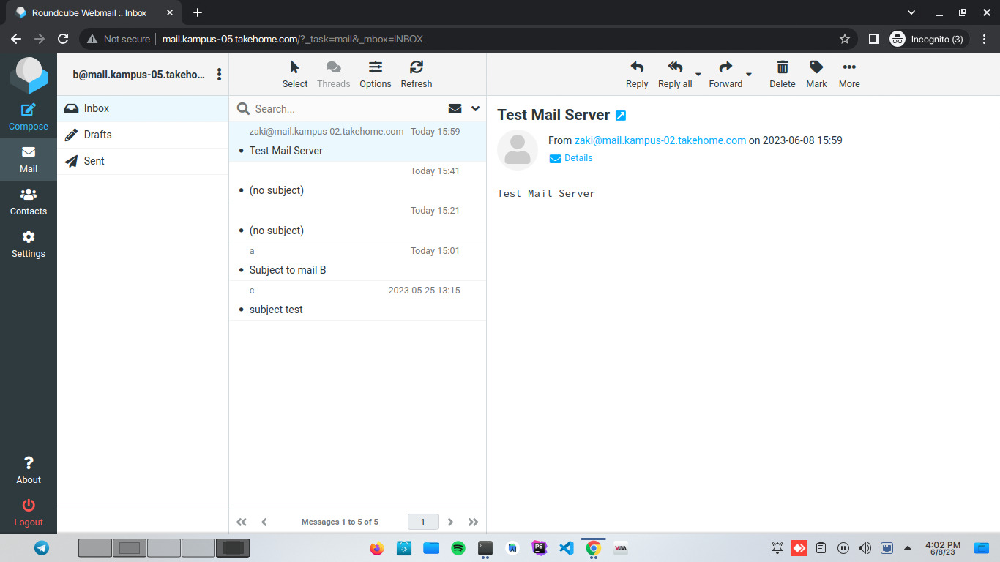 Roundcube Webmail :: Inbox
Not secure
mail.kampus-05.takehome.com/?_task=mail&_mbox=INBOX
Incognito (3)
b@mail.kampus-05.takeho...
Select
Threads
Options
Refresh
Reply
Reply all
Forward
Delete
Mark
More
Compose
Mail
Contacts
Settings
About
Logout
Inbox
Drafts
Sent
Search...
zaki@mail.kampus-02.takehome.com Today 15:59
Test Mail Server
Today 15:41
(no subject)
Today 15:21
(no subject)
a Today 15:01
Subject to mail B
c 2023-05-25 13:15
subject test
Messages 1 to 5 of 5
1
Test Mail Server
From zaki@mail.kampus-02.takehome.com on 2023-06-08 15:59
Details
Test Mail Server
PS
4:02 PM
6/8/23